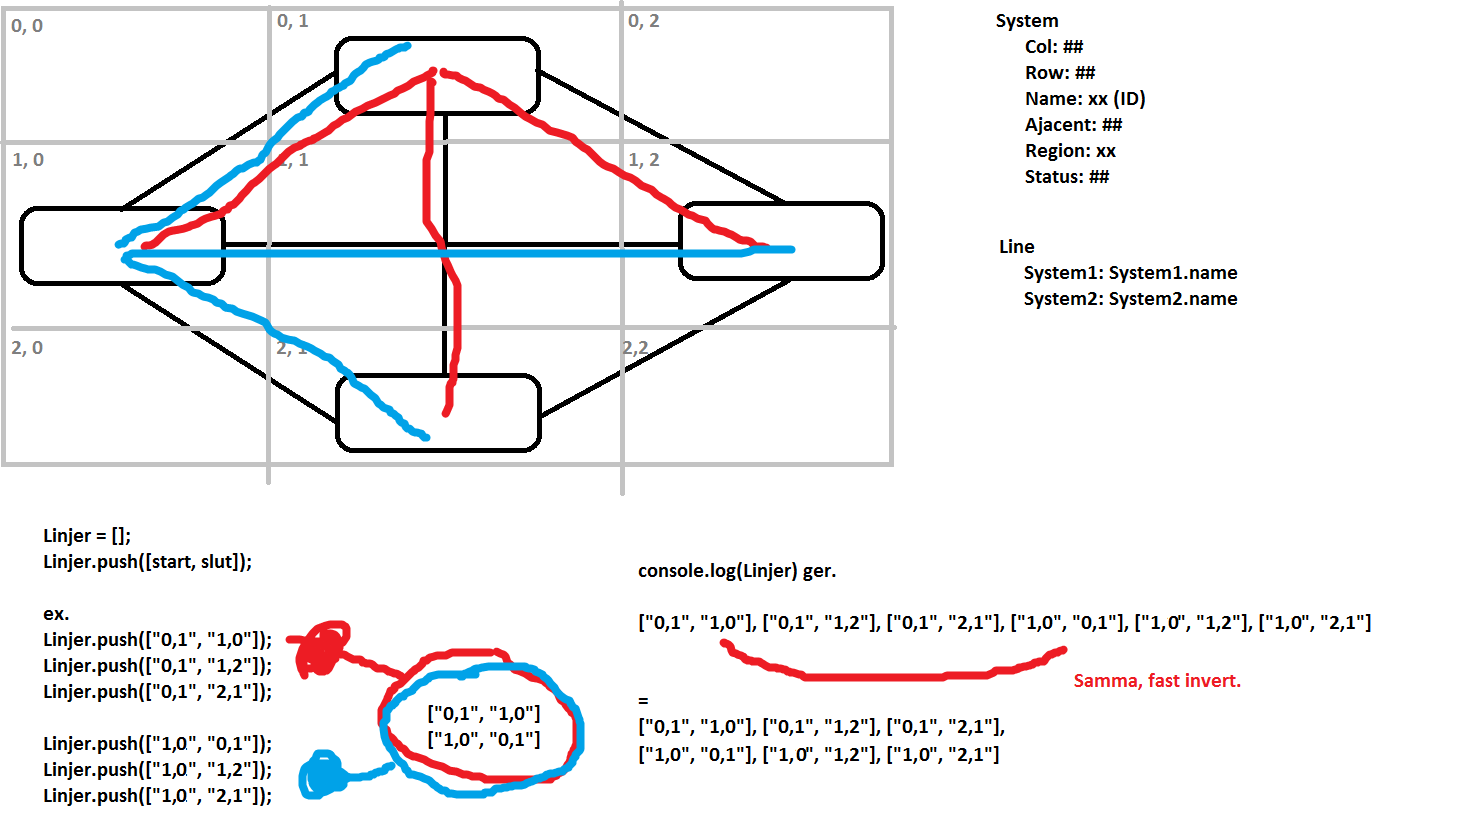 0, 0
0, 1
0, 2
1, 0
1, 1
1, 2
2, 0
2, 1
2,2
System
Col: ##
Row: ##
Name: xx (ID)
Ajacent: ##
Region: xx
Status: ##
Line
System1: System1.name
System2: System2.name
Linjer = [];
Linjer.push([start, slut]);
ex.
Linjer.push(["0,1", "1,0"]);
Linjer.push(["0,1", "1,2"]);
Linjer.push(["0,1", "2,1"]);
Linjer.push(["1,0", "0,1"]);
Linjer.push(["1,0", "1,2"]);
Linjer.push(["1,0", "2,1"]);
["0,1", "1,0"]
["1,0", "0,1"]
console.log(Linjer) ger.
["0,1", "1,0"], ["0,1", "1,2"], ["0,1", "2,1"], ["1,0", "0,1"], ["1,0", "1,2"], ["1,0", "2,1"]
Samma, fast invert.
=
["0,1", "1,0"], ["0,1", "1,2"], ["0,1", "2,1"],
["1,0", "0,1"], ["1,0", "1,2"], ["1,0", "2,1"]